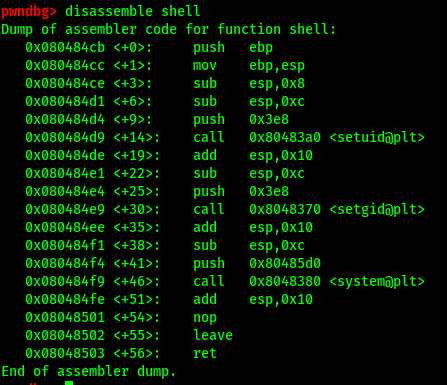 pwndbg> disassemble shell
Dump of assembler code for function shell:
   0x080484cb <+0>:     push   ebp
   0x080484cc <+1>:     mov    ebp,esp
   0x080484ce <+3>:     sub    esp,0x8
   0x080484d1 <+6>:     sub    esp,0xc
   0x080484d4 <+9>:     push   0x3e8
   0x080484d9 <+14>:    call   0x80483a0 <setuid@plt>
   0x080484de <+19>:    add    esp,0x10
   0x080484e1 <+22>:    sub    esp,0xc
   0x080484e4 <+25>:    push   0x3e8
   0x080484e9 <+30>:    call   0x8048370 <setgid@plt>
   0x080484ee <+35>:    add    esp,0x10
   0x080484f1 <+38>:    sub    esp,0xc
   0x080484f4 <+41>:    push   0x80485d0
   0x080484f9 <+46>:    call   0x8048380 <system@plt>
   0x080484fe <+51>:    add    esp,0x10
   0x08048501 <+54>:    nop
   0x08048502 <+55>:    leave
   0x08048503 <+56>:    ret
End of assembler dump.